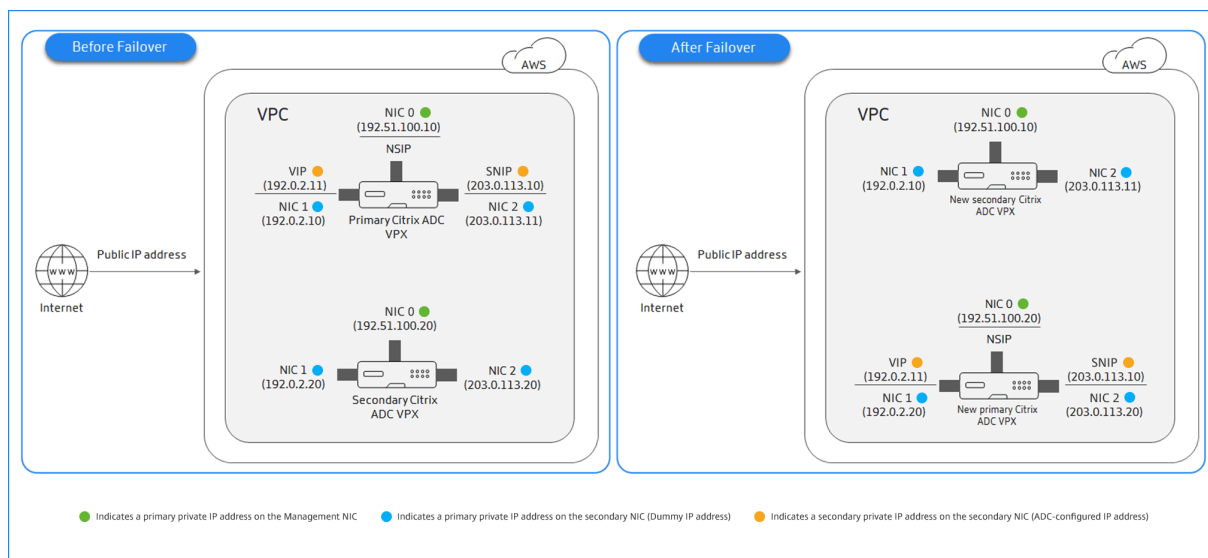 Before Failover
AWS
VPC
NIC 0
(192.51.100.10)
NSIP
VIP
(192.0.2.11)
NIC 1
(192.0.2.10)
SNIP
(203.0.113.10)
NIC 2
(203.0.113.11)
Primary Citrix ADC
VPX
Public IP address
WWW
Internet
NIC 0
(192.51.100.20)
NIC 1
(192.0.2.20)
NIC 2
(203.0.113.20)
Secondary Citrix
ADC VPX
After Failover
AWS
VPC
NIC 0
(192.51.100.10)
NIC 1
(192.0.2.10)
NIC 2
(203.0.113.11)
New secondary Citrix
ADC VPX
Public IP address
WWW
Internet
NIC 0
(192.51.100.20)
NSIP
VIP
(192.0.2.11)
NIC 1
(192.0.2.20)
SNIP
(203.0.113.10)
NIC 2
(203.0.113.20)
New primary Citrix
ADC VPX
Indicates a primary private IP address on the Management NIC
Indicates a primary private IP address on the secondary NIC (Dummy IP address)
Indicates a secondary private IP address on the secondary NIC (ADC-configured IP address)